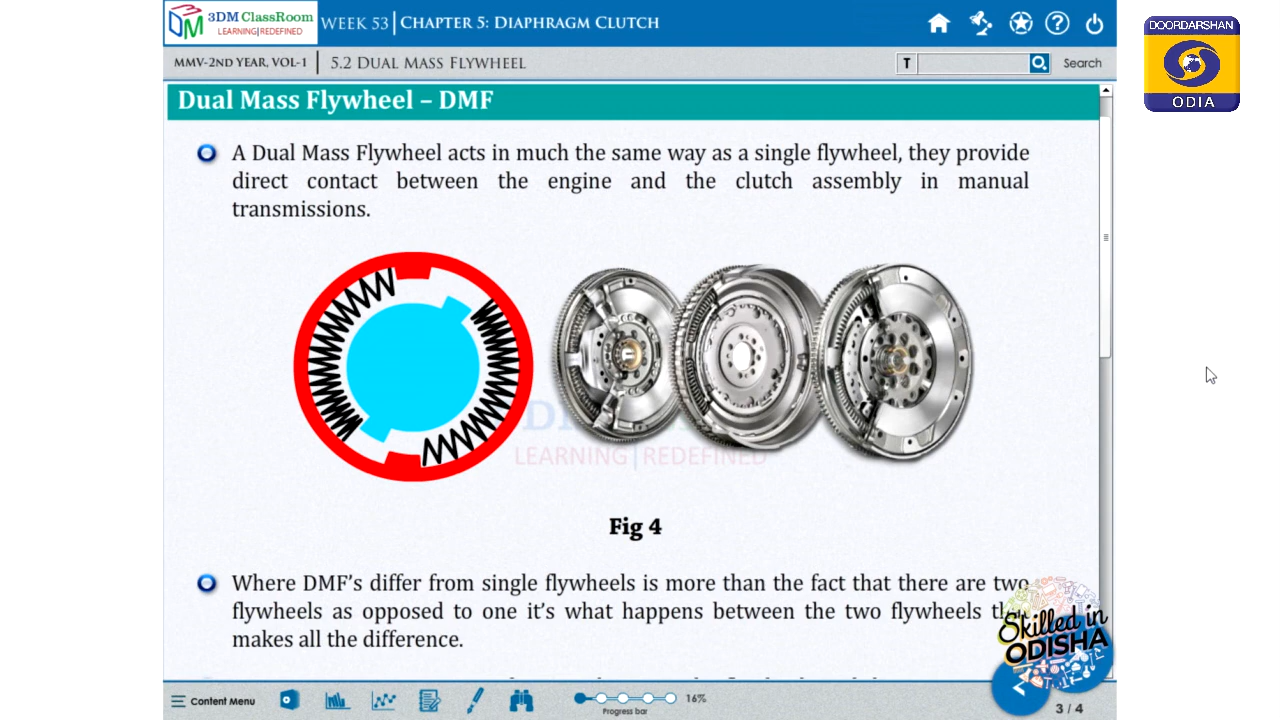 3DM ClassRoom
LEARNING|REDEFINED
WEEK 53 | CHAPTER 5: DIAPHRAGM CLUTCH
DOORDARSHAN
ODIA
MMV-2ND YEAR, VOL-1 | 5.2 DUAL MASS FLYWHEEL
T
Search
Dual Mass Flywheel – DMF
A Dual Mass Flywheel acts in much the same way as a single flywheel, they provide
direct contact between the engine and the clutch assembly in manual
transmissions.
LEARNING|REDEFINED
Fig 4
Where DMF's differ from single flywheels is more than the fact that there are two
flywheels as opposed to one it's what happens between the two flywheels
makes all the difference.
Skilled in
ODISHA
Content Menu
Progress bar
16%
3 / 4